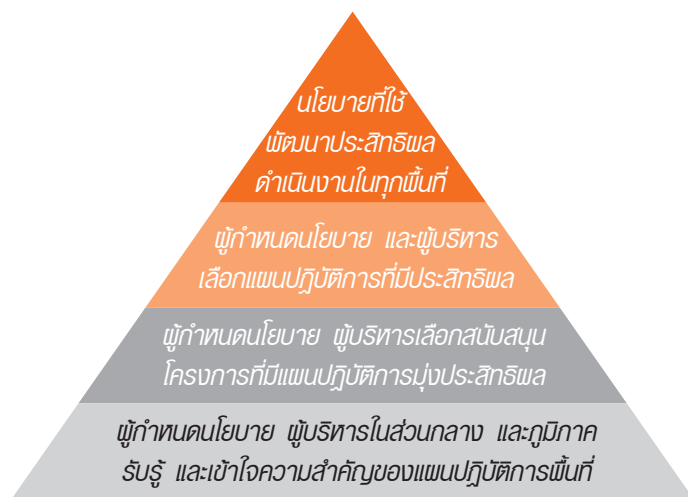 นโยบายที่ใช้
พัฒนาประสิทธิผล
ดำเนินงานในทุกพื้นที่
ผู้กำหนดนโยบาย และผู้บริหาร
เลือกแผนปฎิบัติการที่มีประสิทธิผล
ผู้กำหนดนโยบาย ผู้บริหารเลือกสนับสนุน
โครงการที่มีแผนปฎิบัติการมุ่งประสิทธิผล
ผู้กำหนดนโยบาย ผู้บริหารในส่วนกลาง และภูมิภาค
รับรู้ และเข้าใจความสำคัญของแผนปฎิบัติการพื้นที่